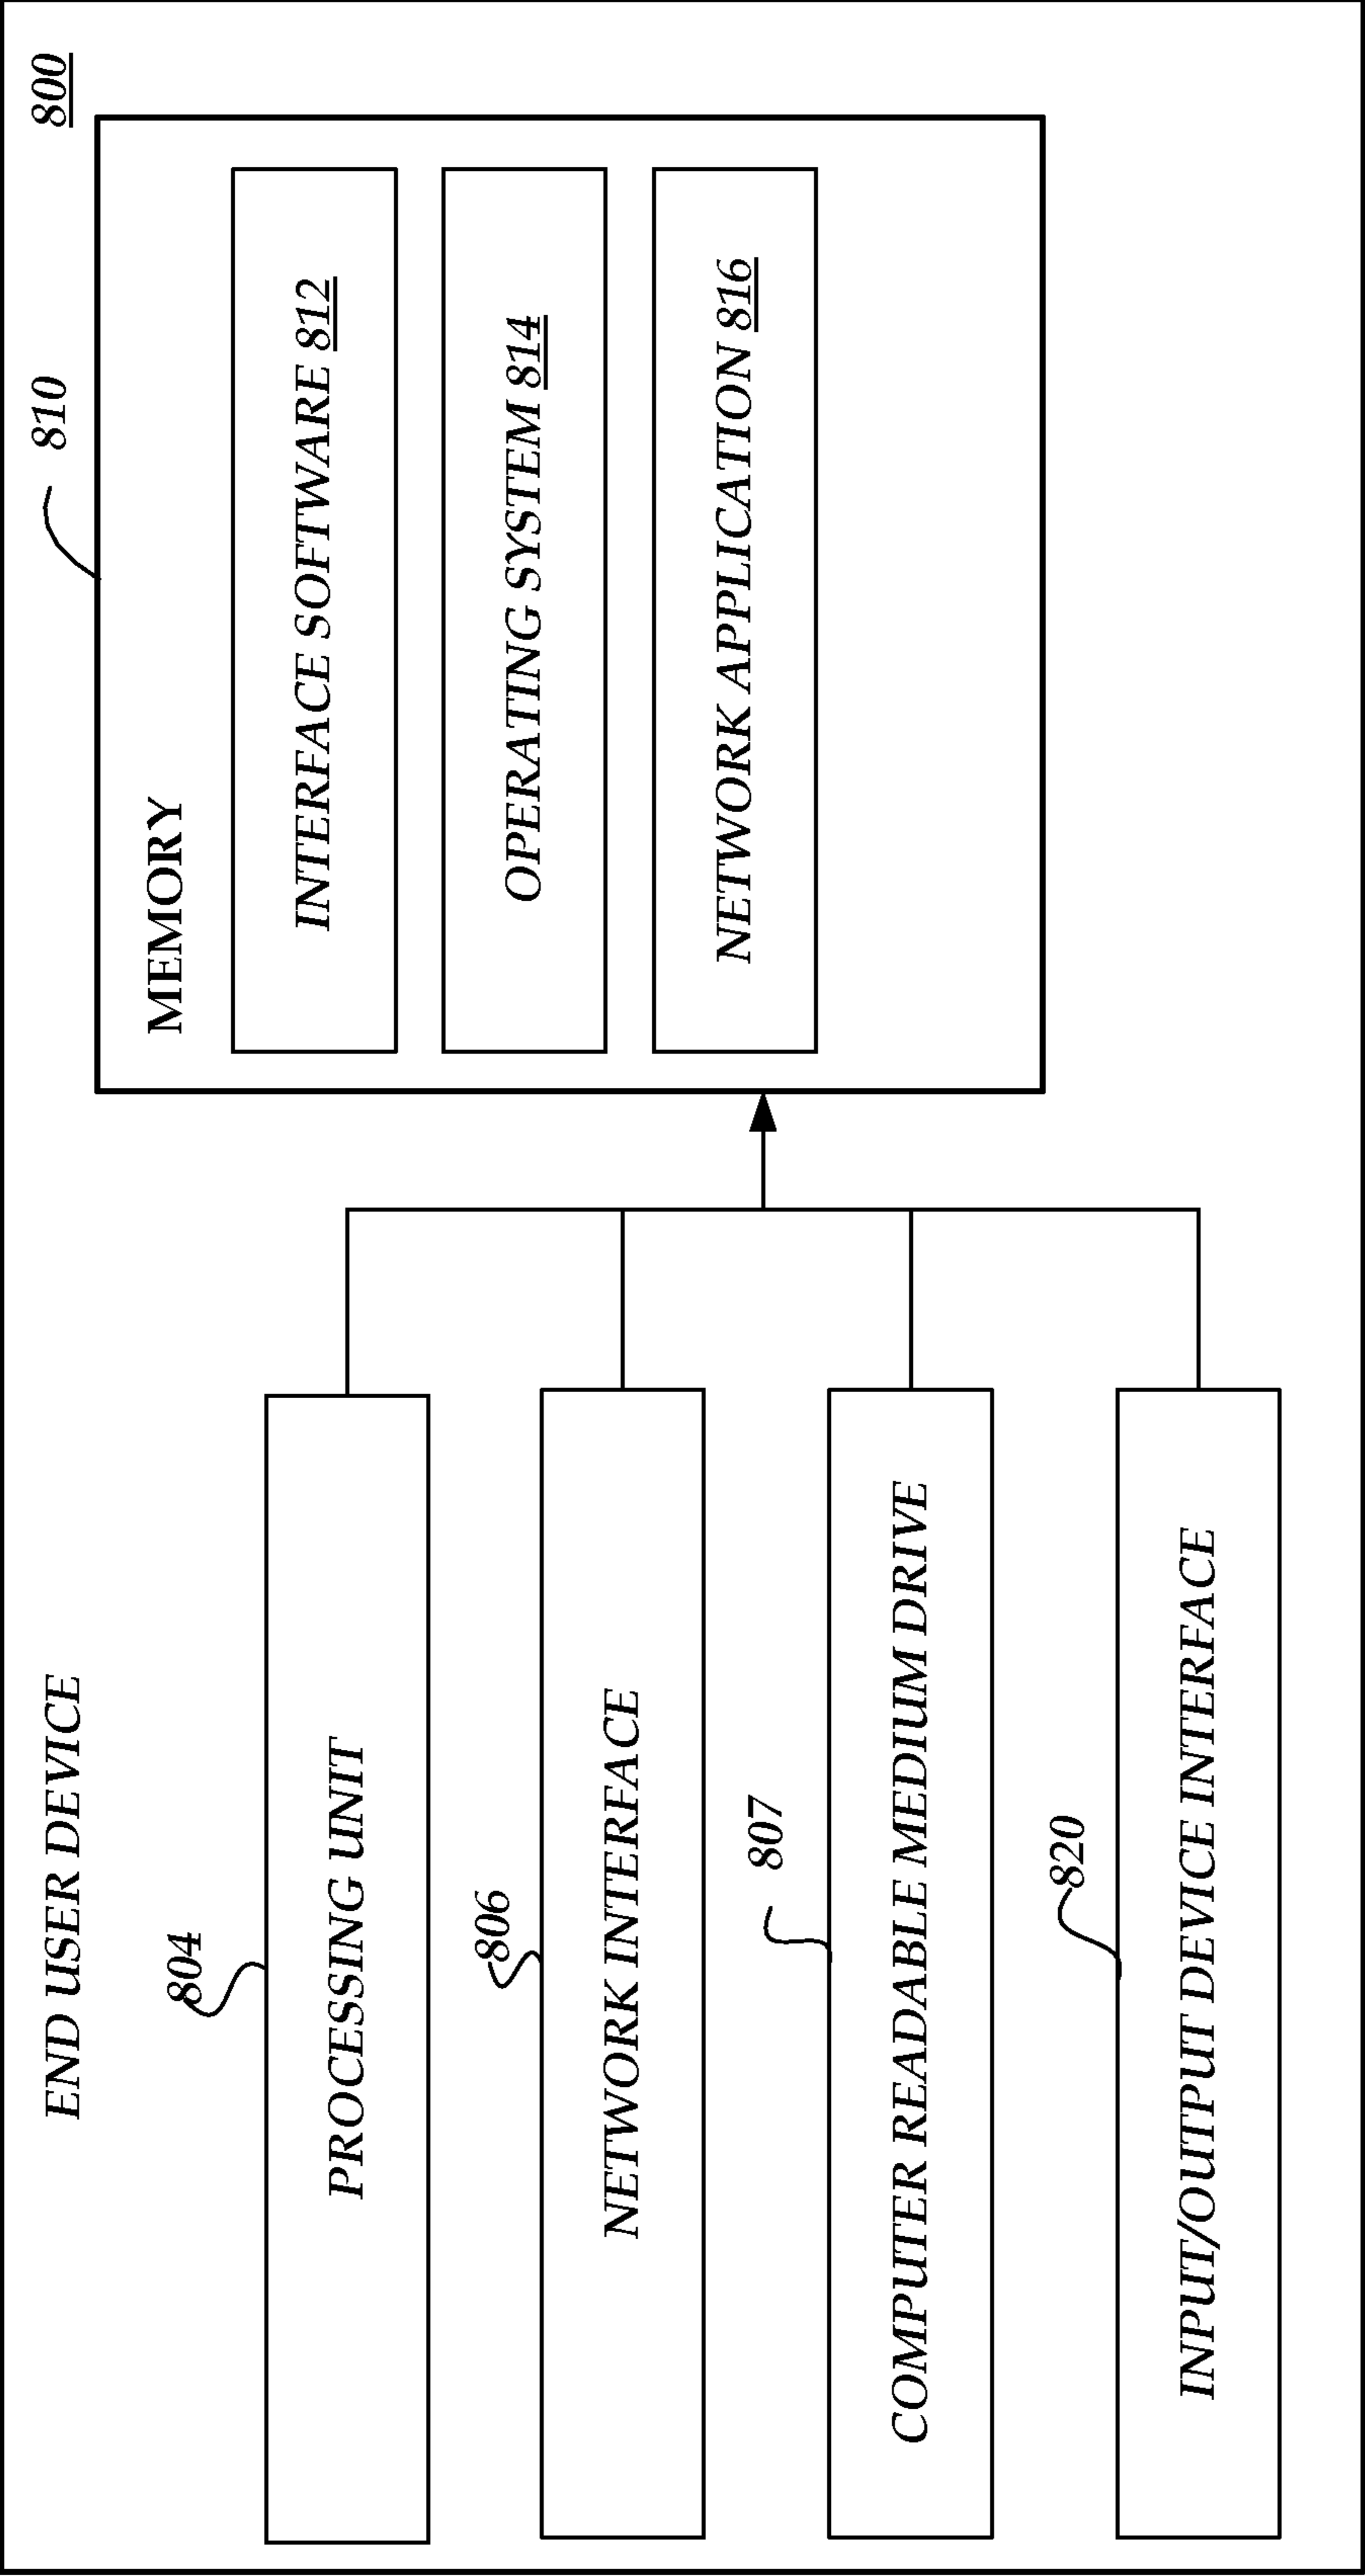 END USER DEVICE
800
804
PROCESSING UNIT
806
NETWORK INTERFACE
807
COMPUTER READABLE MEDIUM DRIVE
820
INPUT/OUTPUT DEVICE INTERFACE
810
MEMORY
INTERFACE SOFTWARE 812
OPERATING SYSTEM 814
NETWORK APPLICATION 816